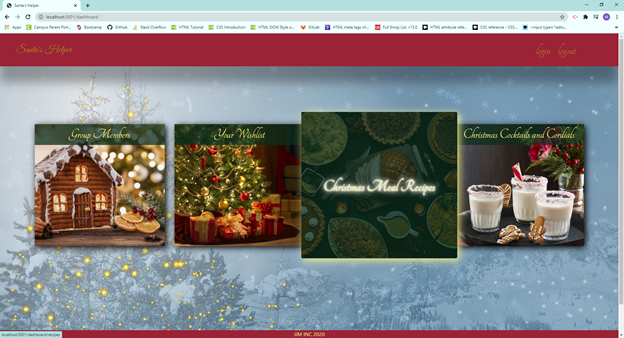 Santa's Helper
localhost:3001/dashboard
Apps
Campus Parent Port...
Bootcamp
GitHub
Stack Overflow
HTML Tutorial
CSS Introduction
HTML DOM Style o...
GitLab
HTML meta tags ch...
Full Emoji List, v13.0
HTML attribute refe...
CSS reference - CSS...
<input type="radio...
Santa's Helper
login logout
Group Members
Your Wishlist
Christmas Meal Recipes
Christmas Cocktails and Cordials
localhost:3001/dashboard/recipes
JIM INC 2020